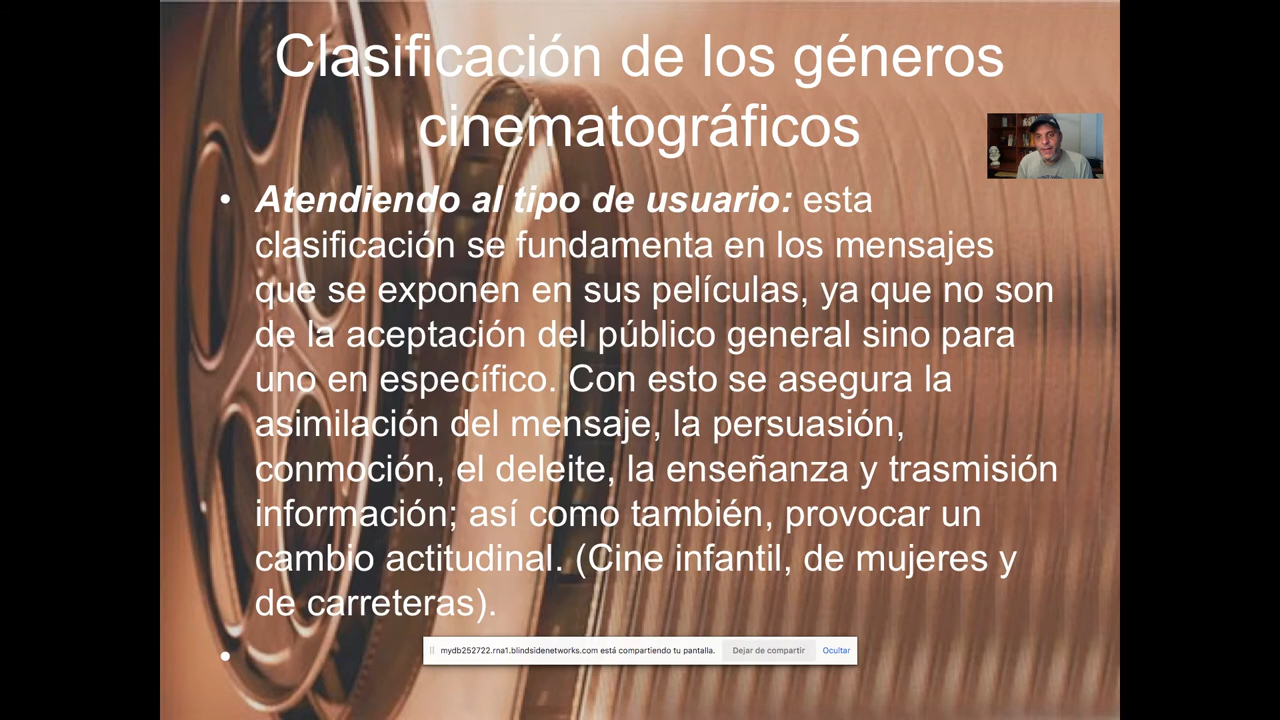 Clasificación de los géneros
cinematográficos
• Atendiendo al tipo de usuario: esta
clasificación se fundamenta en los mensajes
que se exponen en sus películas, ya que no son
de la aceptación del público general sino para
uno en específico. Con esto se asegura la
asimilación del mensaje, la persuasión,
conmoción, el deleite, la enseñanza y trasmisión
información; así como también, provocar un
cambio actitudinal. (Cine infantil, de mujeres y
de carreteras).
•
mydb252722.rna1.blindsidenetworks.com está compartiendo tu pantalla. Dejar de compartir Ocultar